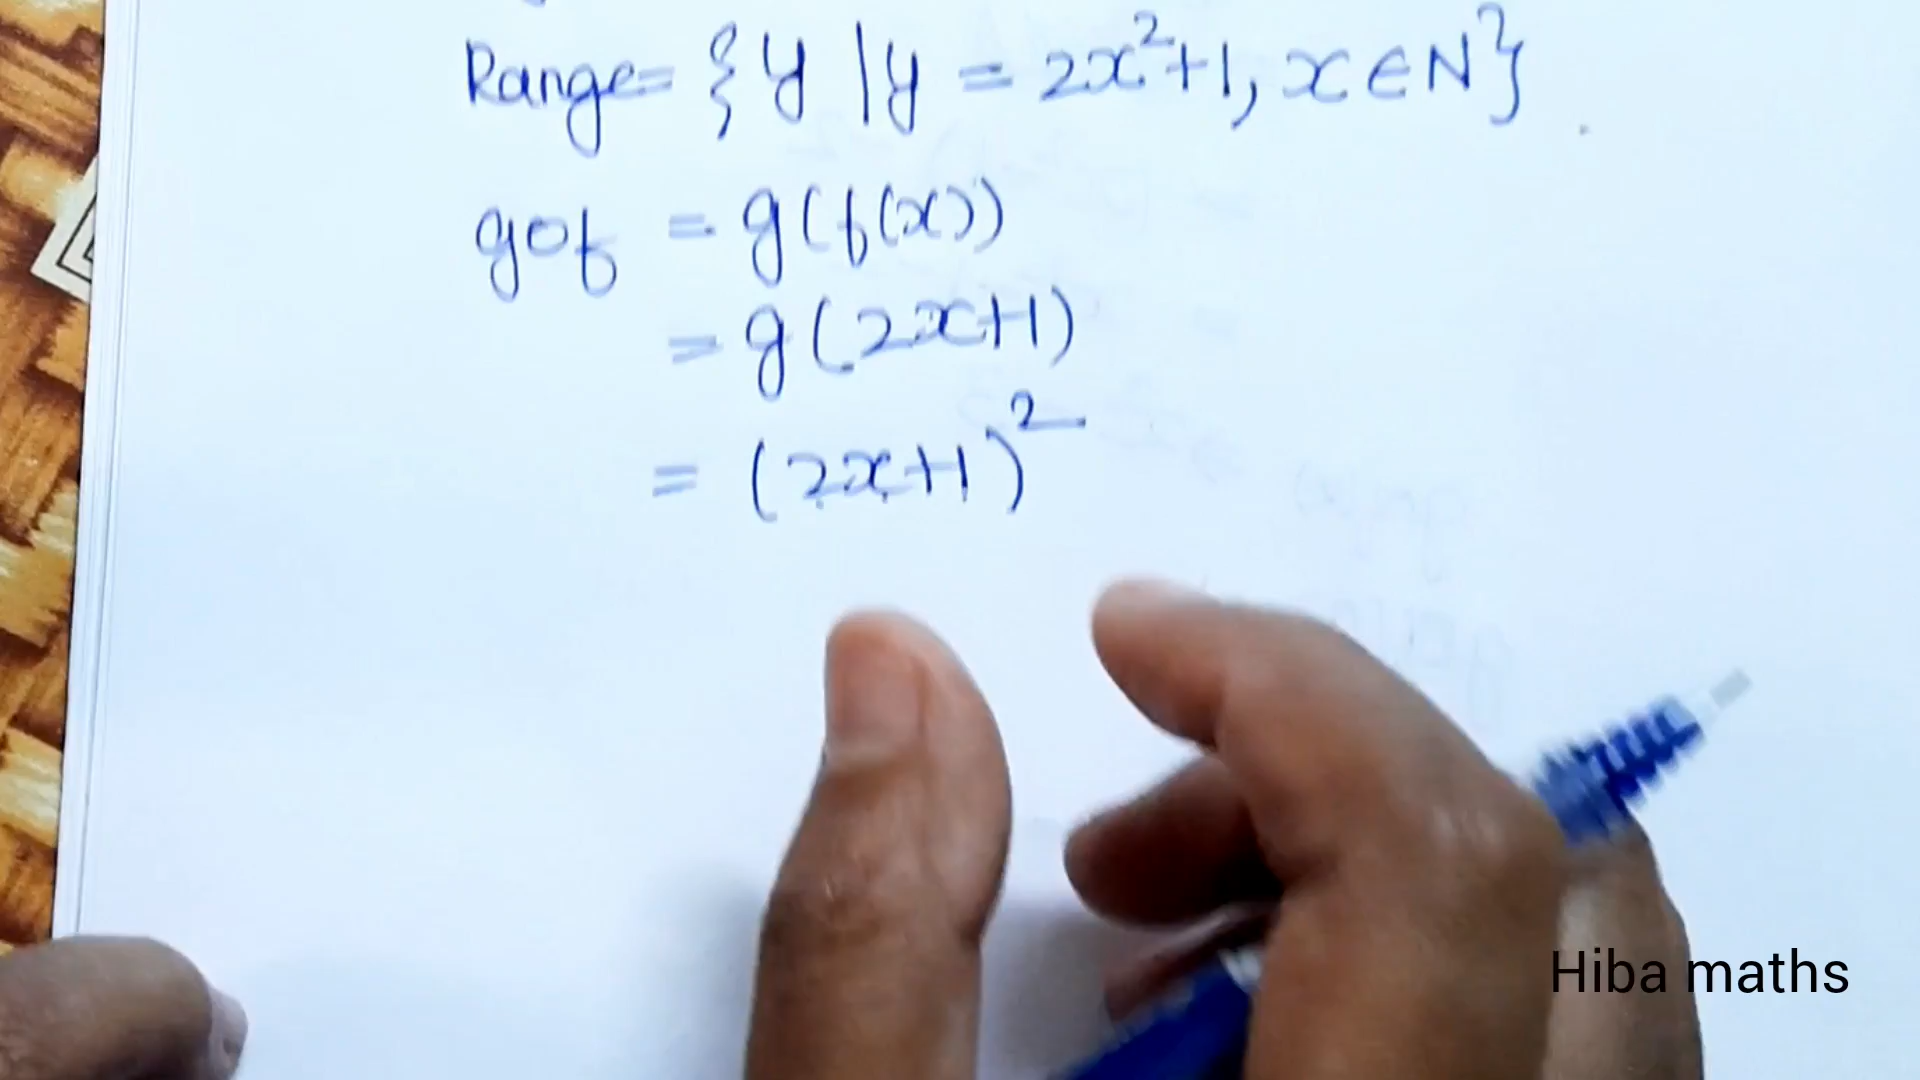 Range = {y | y = 2x²+1, x ∈ N}.
gof = g(f(x))
= g(2x+1)
= (2x+1)²
Hiba maths